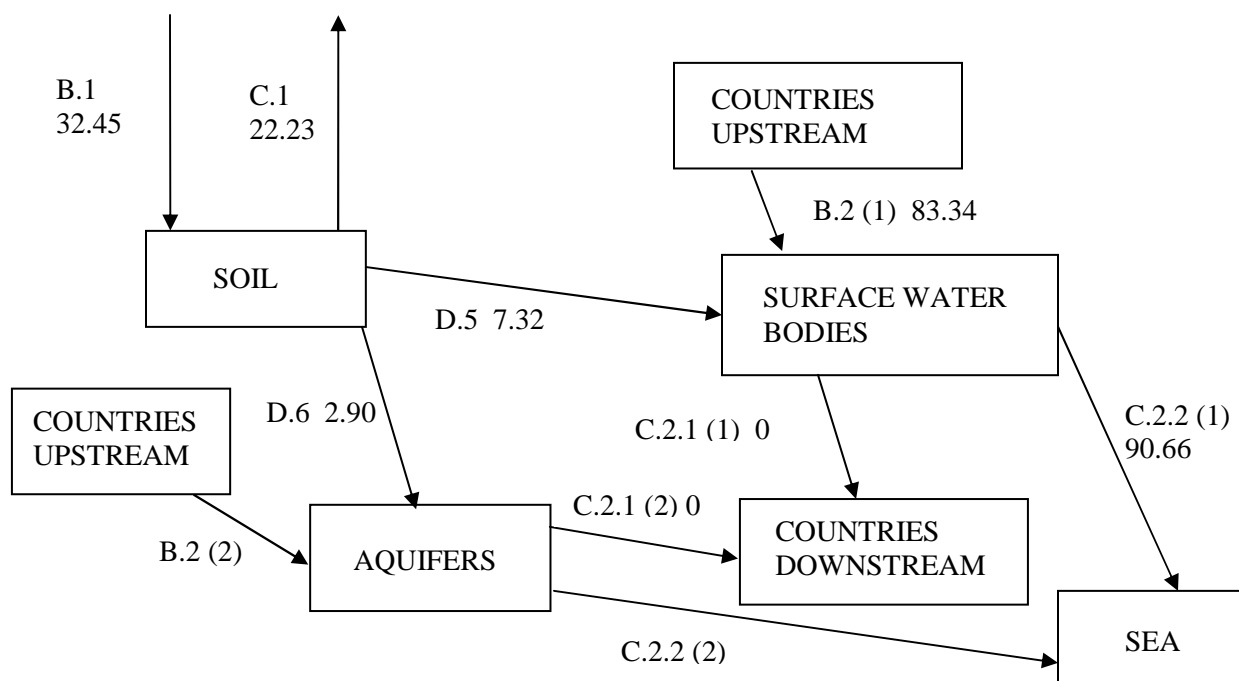 B.1
32.45
C.1
22.23
COUNTRIES
UPSTREAM
B.2 (1) 83.34
SOIL
SURFACE WATER
BODIES
D.5 7.32
COUNTRIES
UPSTREAM
D.6 2.90
C.2.1 (1) 0
C.2.2 (1)
90.66
C.2.1 (2) 0
B.2 (2)
AQUIFERS
COUNTRIES
DOWNSTREAM
C.2.2 (2)
SEA